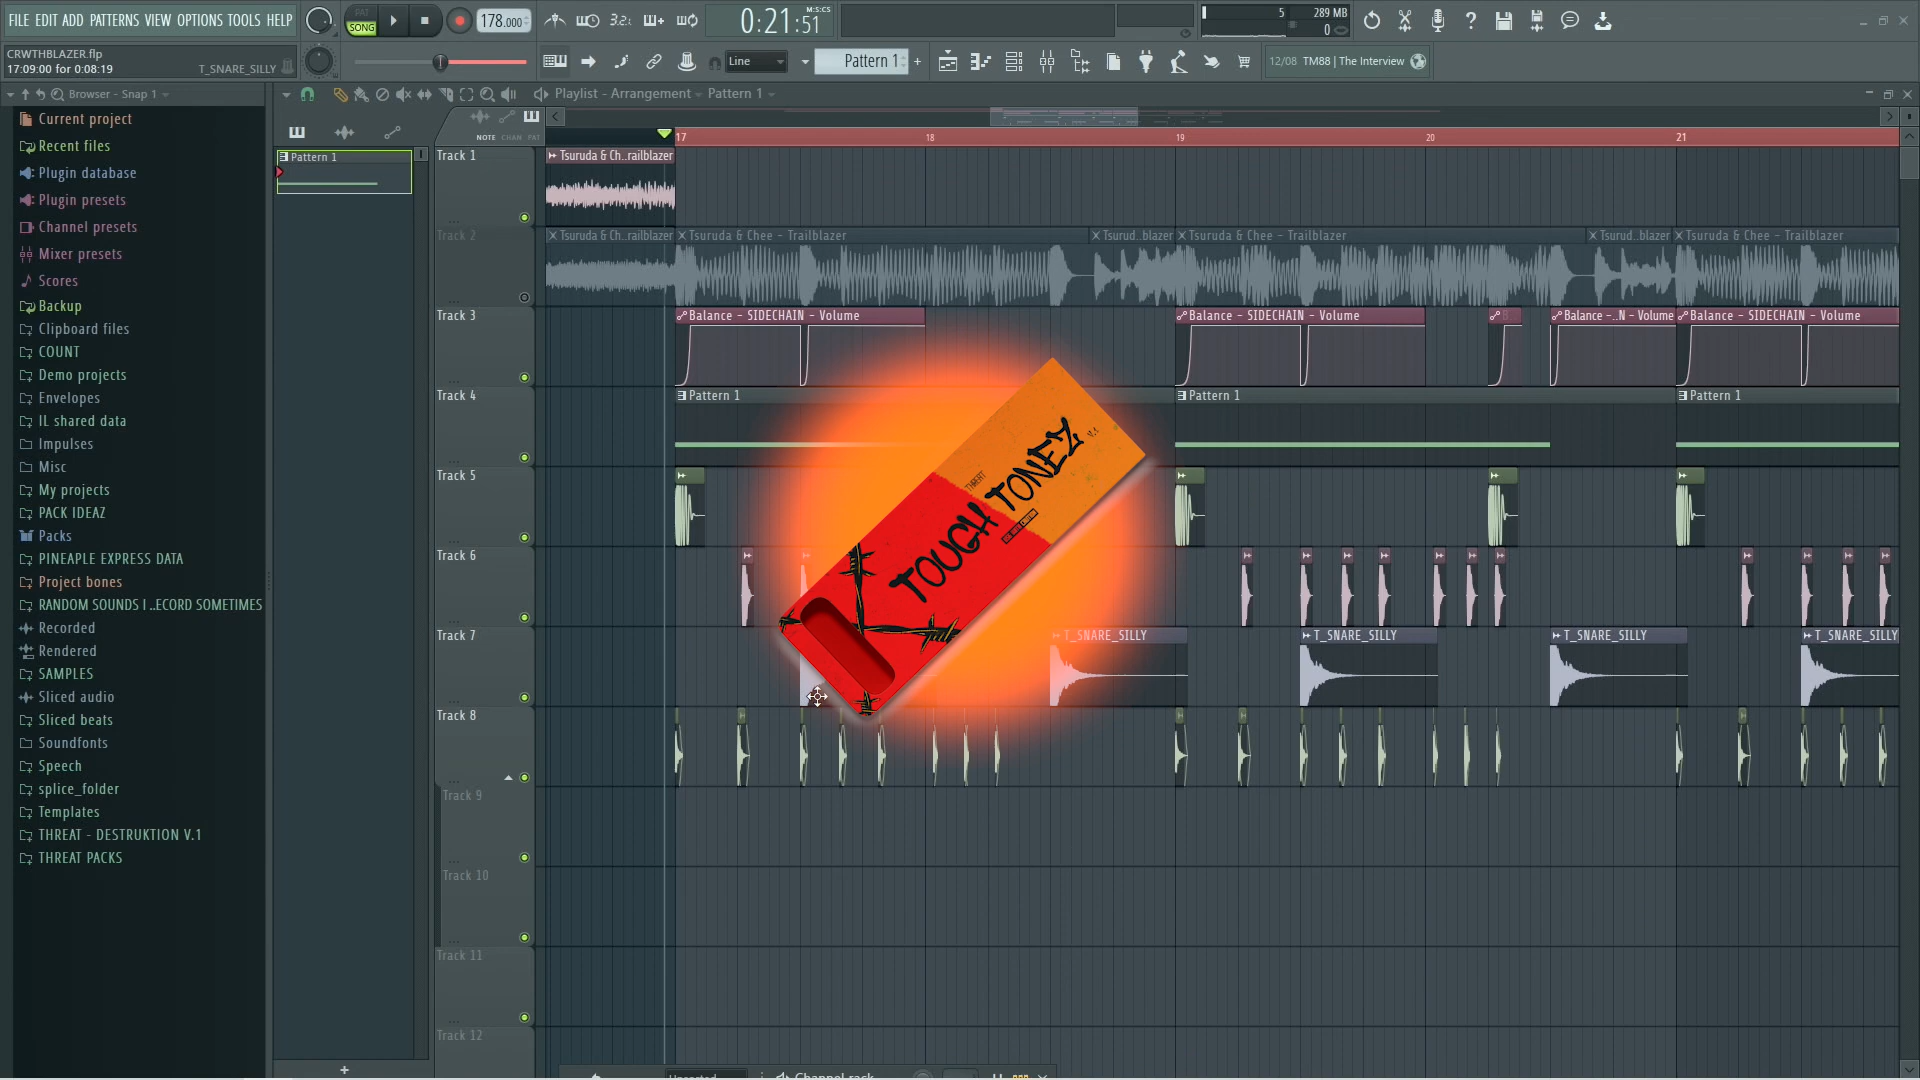 FILE EDIT ADD PATTERNS VIEW OPTIONS TOOLS HELP
PAT
SONG
178.000
3.2.
M:S:CS
0:21:51
5
289 MB
0
CRWTHBLAZER.flp
17:09:00 for 0:08:19
T_SNARE_SILLY
Line
Pattern 1
12/08 TM88 | The Interview
Browser - Snap 1
Playlist - Arrangement
Pattern 1
Current project
Recent files
Plugin database
Plugin presets
Channel presets
Mixer presets
Scores
Backup
Clipboard files
COUNT
Demo projects
Envelopes
IL shared data
Impulses
Misc
My projects
PACK IDEAZ
Packs
PINEAPLE EXPRESS DATA
Project bones
RANDOM SOUNDS I ..ECORD SOMETIMES
Recorded
Rendered
SAMPLES
Sliced audio
Sliced beats
Soundfonts
Speech
splice_folder
Templates
THREAT - DESTRUKTION V.1
THREAT PACKS
Pattern 1
NOTE CHAN PAT
17
18
19
20
21
Track 1
Tsuruda & Ch..railblazer
Track 2
Tsuruda & Ch..railblazer
Tsuruda & Chee - Trailblazer
Tsurud..blazer
Tsuruda & Chee - Trailblazer
Tsurud..blazer
Tsuruda & Chee - Trailblazer
Track 3
Balance - SIDECHAIN - Volume
Balance - SIDECHAIN - Volume
Balance -..N - Volume
Balance - SIDECHAIN - Volume
Track 4
Pattern 1
Pattern 1
Pattern 1
Track 5
Track 6
Track 7
T_SNARE_SILLY
T_SNARE_SILLY
T_SNARE_SILLY
T_SNARE_SILLY
Track 8
Track 9
Track 10
Track 11
Track 12
THREAT
TOUGH TONEZ
V.1
Channel rack